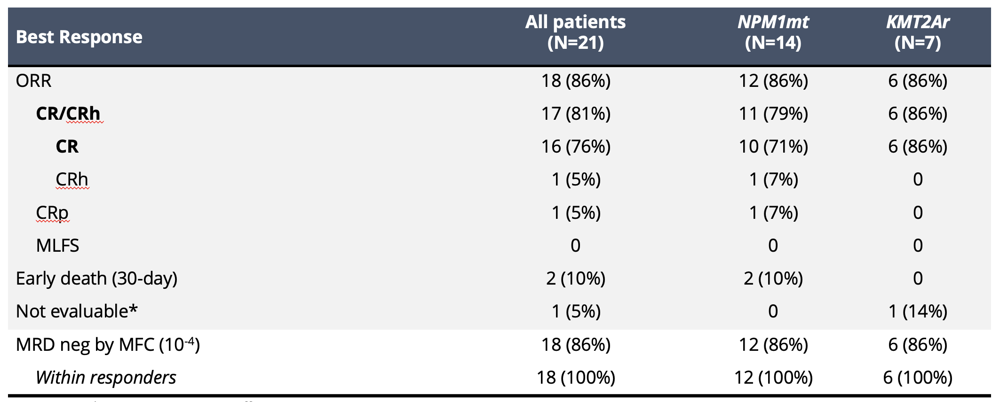 Best Response All patients (N=21) NPM1mt (N=14) KMT2Ar (N=7)
ORR 18 (86%) 12 (86%) 6 (86%)
CR/CRh 17 (81%) 11 (79%) 6 (86%)
CR 16 (76%) 10 (71%) 6 (86%)
CRh 1 (5%) 1 (7%) 0
CRp 1 (5%) 1 (7%) 0
MLFS 0 0 0
Early death (30-day) 2 (10%) 2 (10%) 0
Not evaluable* 1 (5%) 0 1 (14%)
MRD neg by MFC (10⁻⁴) 18 (86%) 12 (86%) 6 (86%)
Within responders 18 (100%) 12 (100%) 6 (100%)